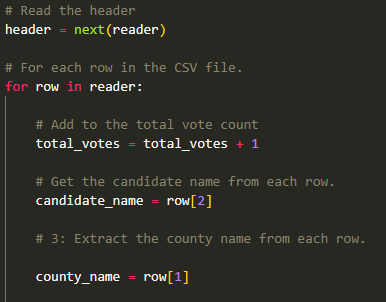 # Read the header
header = next(reader)
# For each row in the CSV file.
for row in reader:
# Add to the total vote count
total_votes = total_votes + 1
# Get the candidate name from each row.
candidate_name = row[2]
# 3: Extract the county name from each row.
county_name = row[1]